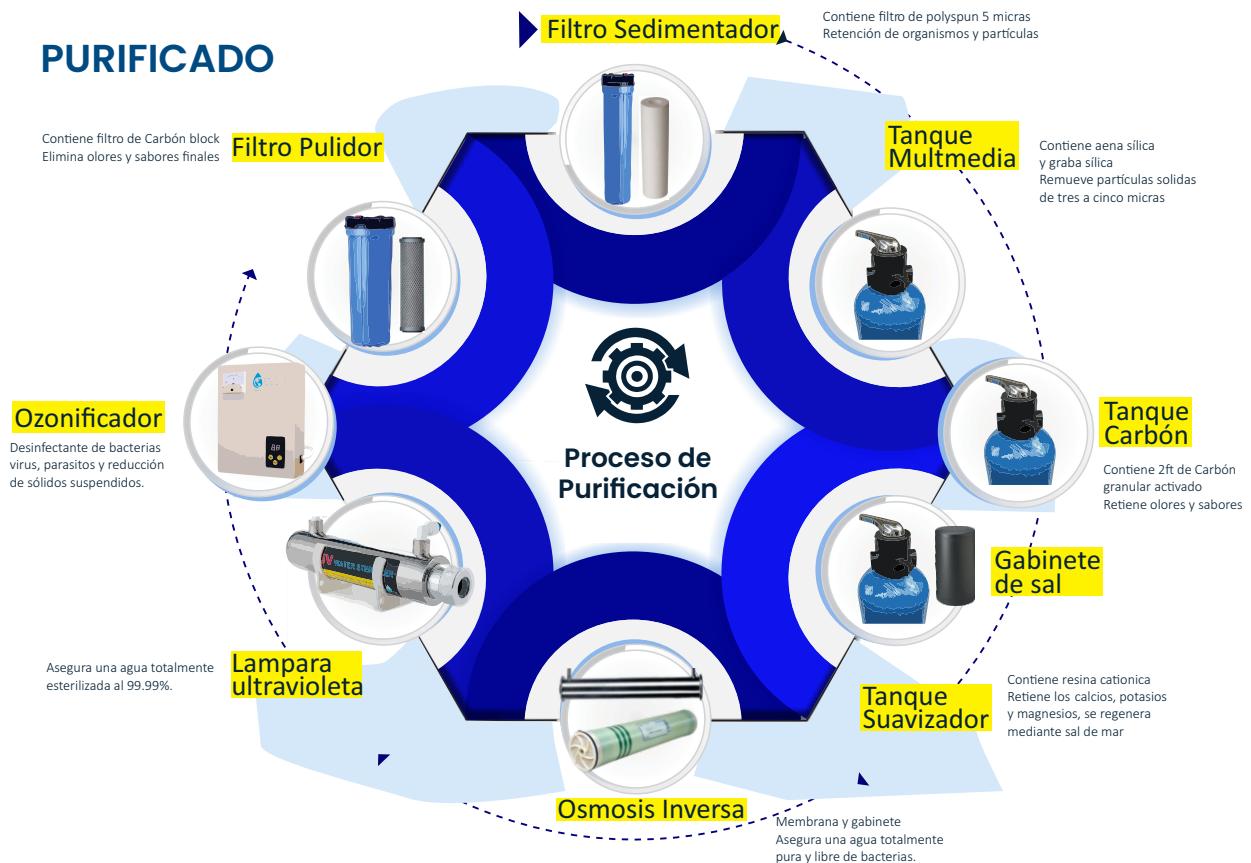 PURIFICADO
Filtro Sedimentador
Contiene filtro de polyspun 5 micras
Retención de organismos y partículas
Tanque
Multmedia
Contiene aena sílica
y graba sílica
Remueve partículas solidas
de tres a cinco micras
Tanque
Carbón
Contiene 2ft de Carbón
granular activado
Retiene olores y sabores
Gabinete
de sal
Tanque
Suavizador
Contiene resina cationica
Retiene los calcios, potasios
y magnesios, se regenera
mediante sal de mar
Osmosis Inversa
Membrana y gabinete
Asegura una agua totalmente
pura y libre de bacterias.
Lampara
ultravioleta
Asegura una agua totalmente
esterilizada al 99.99%.
Ozonificador
Desinfectante de bacterias
virus, parasitos y reducción
de sólidos suspendidos.
Filtro Pulidor
Contiene filtro de Carbón block
Elimina olores y sabores finales
Proceso de
Purificación
WATER